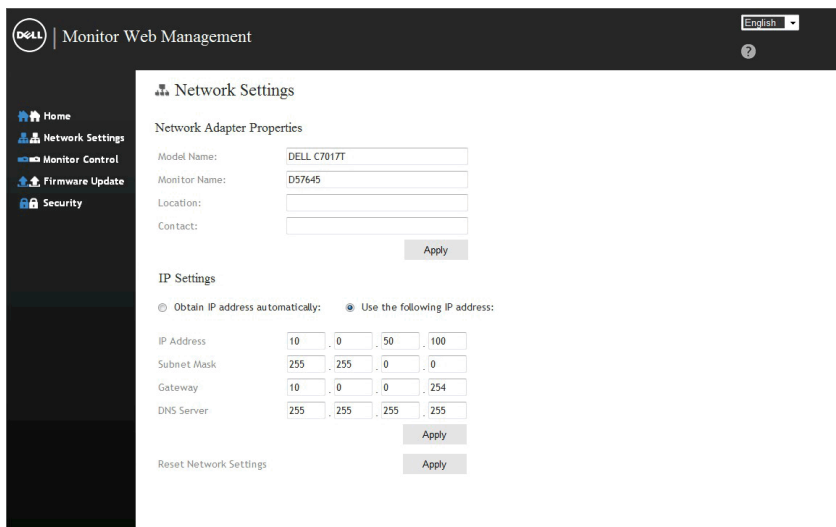 DELL | Monitor Web Management
English
?
Home
Network Settings
Monitor Control
Firmware Update
Security
Network Settings
Network Adapter Properties
Model Name: DELL C7017T
Monitor Name: D57645
Location:
Contact:
Apply
IP Settings
Obtain IP address automatically: Use the following IP address:
IP Address 10 . 0 . 50 . 100
Subnet Mask 255 . 255 . 0 . 0
Gateway 10 . 0 . 0 . 254
DNS Server 255 . 255 . 255 . 255
Apply
Reset Network Settings Apply